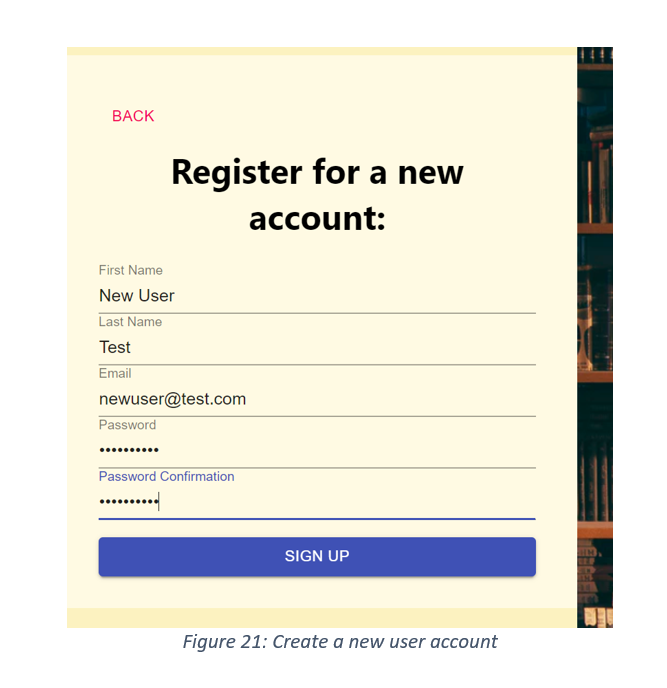 BACK
Register for a new
account:
First Name
New User
Last Name
Test
Email
newuser@test.com
Password
••••••••••
Password Confirmation
••••••••••
SIGN UP
Figure 21: Create a new user account